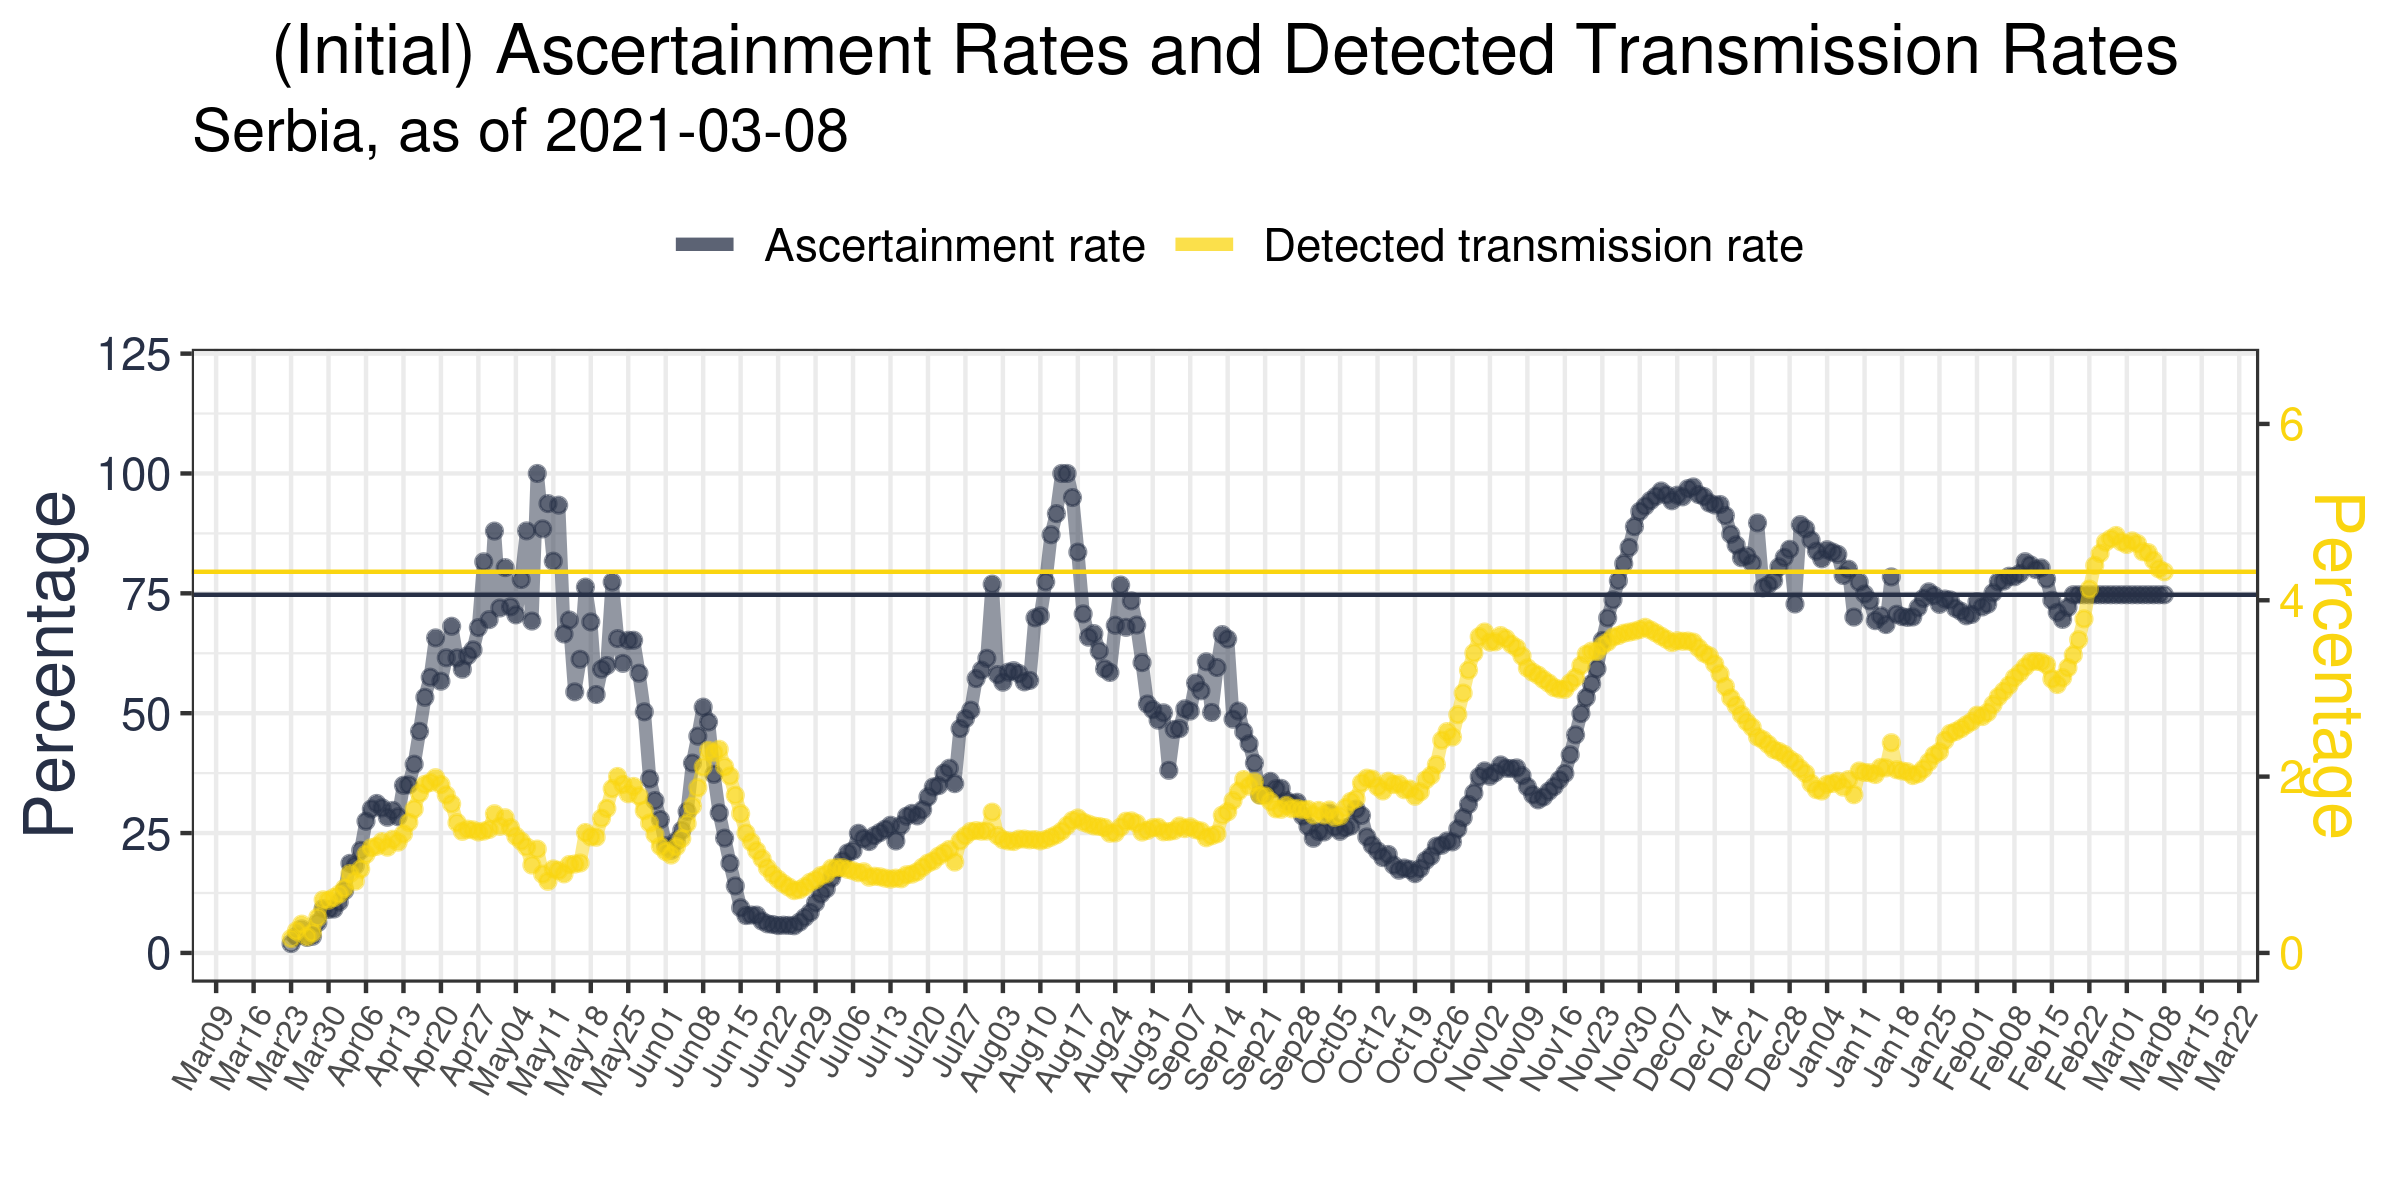 (Initial) Ascertainment Rates and Detected Transmission Rates
Serbia, as of 2021-03-08
Ascertainment rate
Detected transmission rate
Percentage
125
100
75
50
25
0
6
4
2
0
Percentage
Mar09
Mar16
Mar23
Mar30
Apr06
Apr13
Apr20
Apr27
May04
May11
May18
May25
Jun01
Jun08
Jun15
Jun22
Jun29
Jul06
Jul13
Jul20
Jul27
Aug03
Aug10
Aug17
Aug24
Aug31
Sep07
Sep14
Sep21
Sep28
Oct05
Oct12
Oct19
Oct26
Nov02
Nov09
Nov16
Nov23
Nov30
Dec07
Dec14
Dec21
Dec28
Jan04
Jan11
Jan18
Jan25
Feb01
Feb08
Feb15
Feb22
Mar01
Mar08
Mar15
Mar22